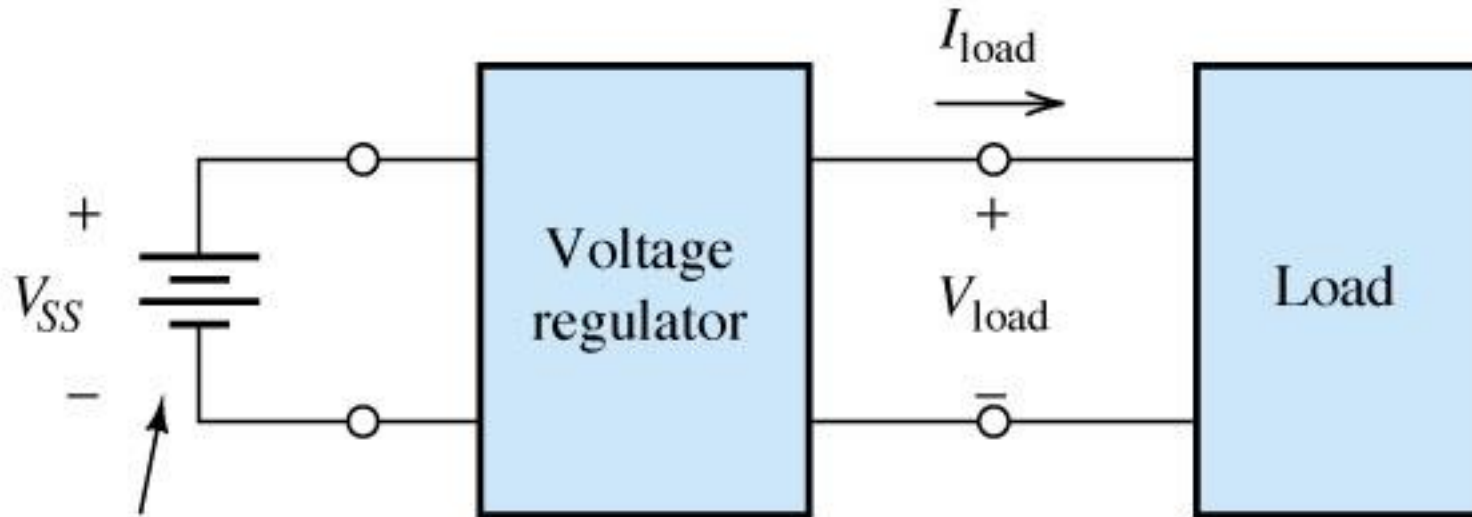 I_load
+
V_SS
−
Voltage
regulator
+
V_load
−
Load